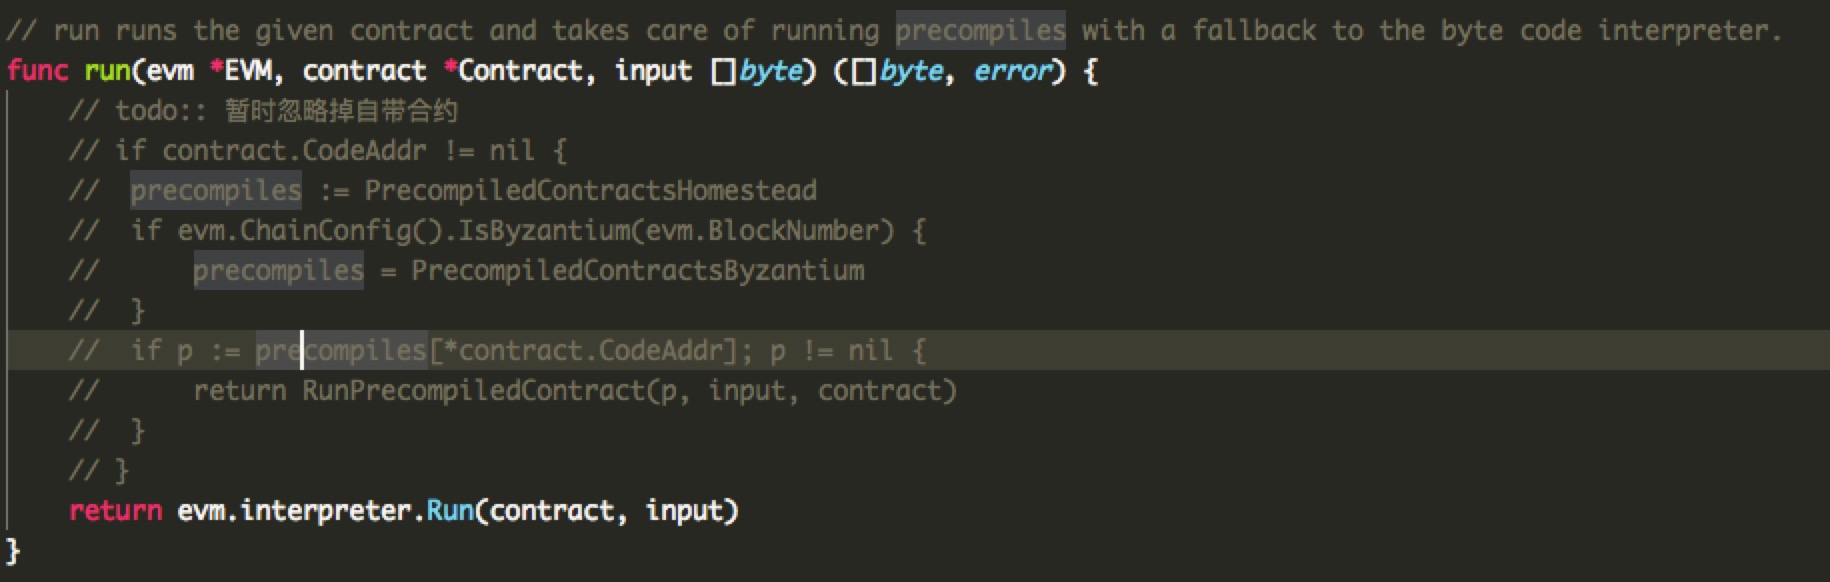 // run runs the given contract and takes care of running precompiles with a fallback to the byte code interpreter.
func run(evm *EVM, contract *Contract, input []byte) ([]byte, error) {
// todo:: 暂时忽略掉自带合约
// if contract.CodeAddr != nil {
// precompiles := PrecompiledContractsHomestead
// if evm.ChainConfig().IsByzantium(evm.BlockNumber) {
// precompiles = PrecompiledContractsByzantium
// }
// if p := precompiles[*contract.CodeAddr]; p != nil {
// return RunPrecompiledContract(p, input, contract)
// }
// }
return evm.interpreter.Run(contract, input)
}